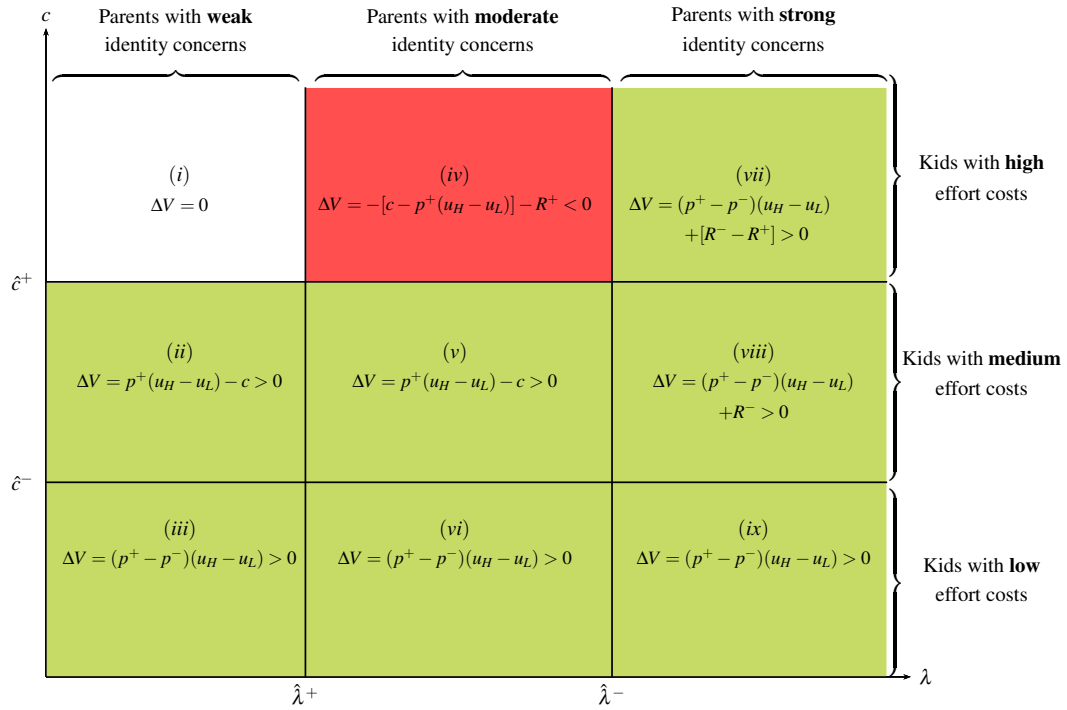 c
Parents with weak
identity concerns
Parents with moderate
identity concerns
Parents with strong
identity concerns
(i)
ΔV = 0
(iv)
ΔV = −[c − p⁺(u_H − u_L)] − R⁺ < 0
(vii)
ΔV = (p⁺ − p⁻)(u_H − u_L)
+[R⁻ − R⁺] > 0
Kids with high
effort costs
ĉ⁺
(ii)
ΔV = p⁺(u_H − u_L) − c > 0
(v)
ΔV = p⁺(u_H − u_L) − c > 0
(viii)
ΔV = (p⁺ − p⁻)(u_H − u_L)
+R⁻ > 0
Kids with medium
effort costs
ĉ⁻
(iii)
ΔV = (p⁺ − p⁻)(u_H − u_L) > 0
(vi)
ΔV = (p⁺ − p⁻)(u_H − u_L) > 0
(ix)
ΔV = (p⁺ − p⁻)(u_H − u_L) > 0
Kids with low
effort costs
λ̂⁺
λ̂⁻
λ